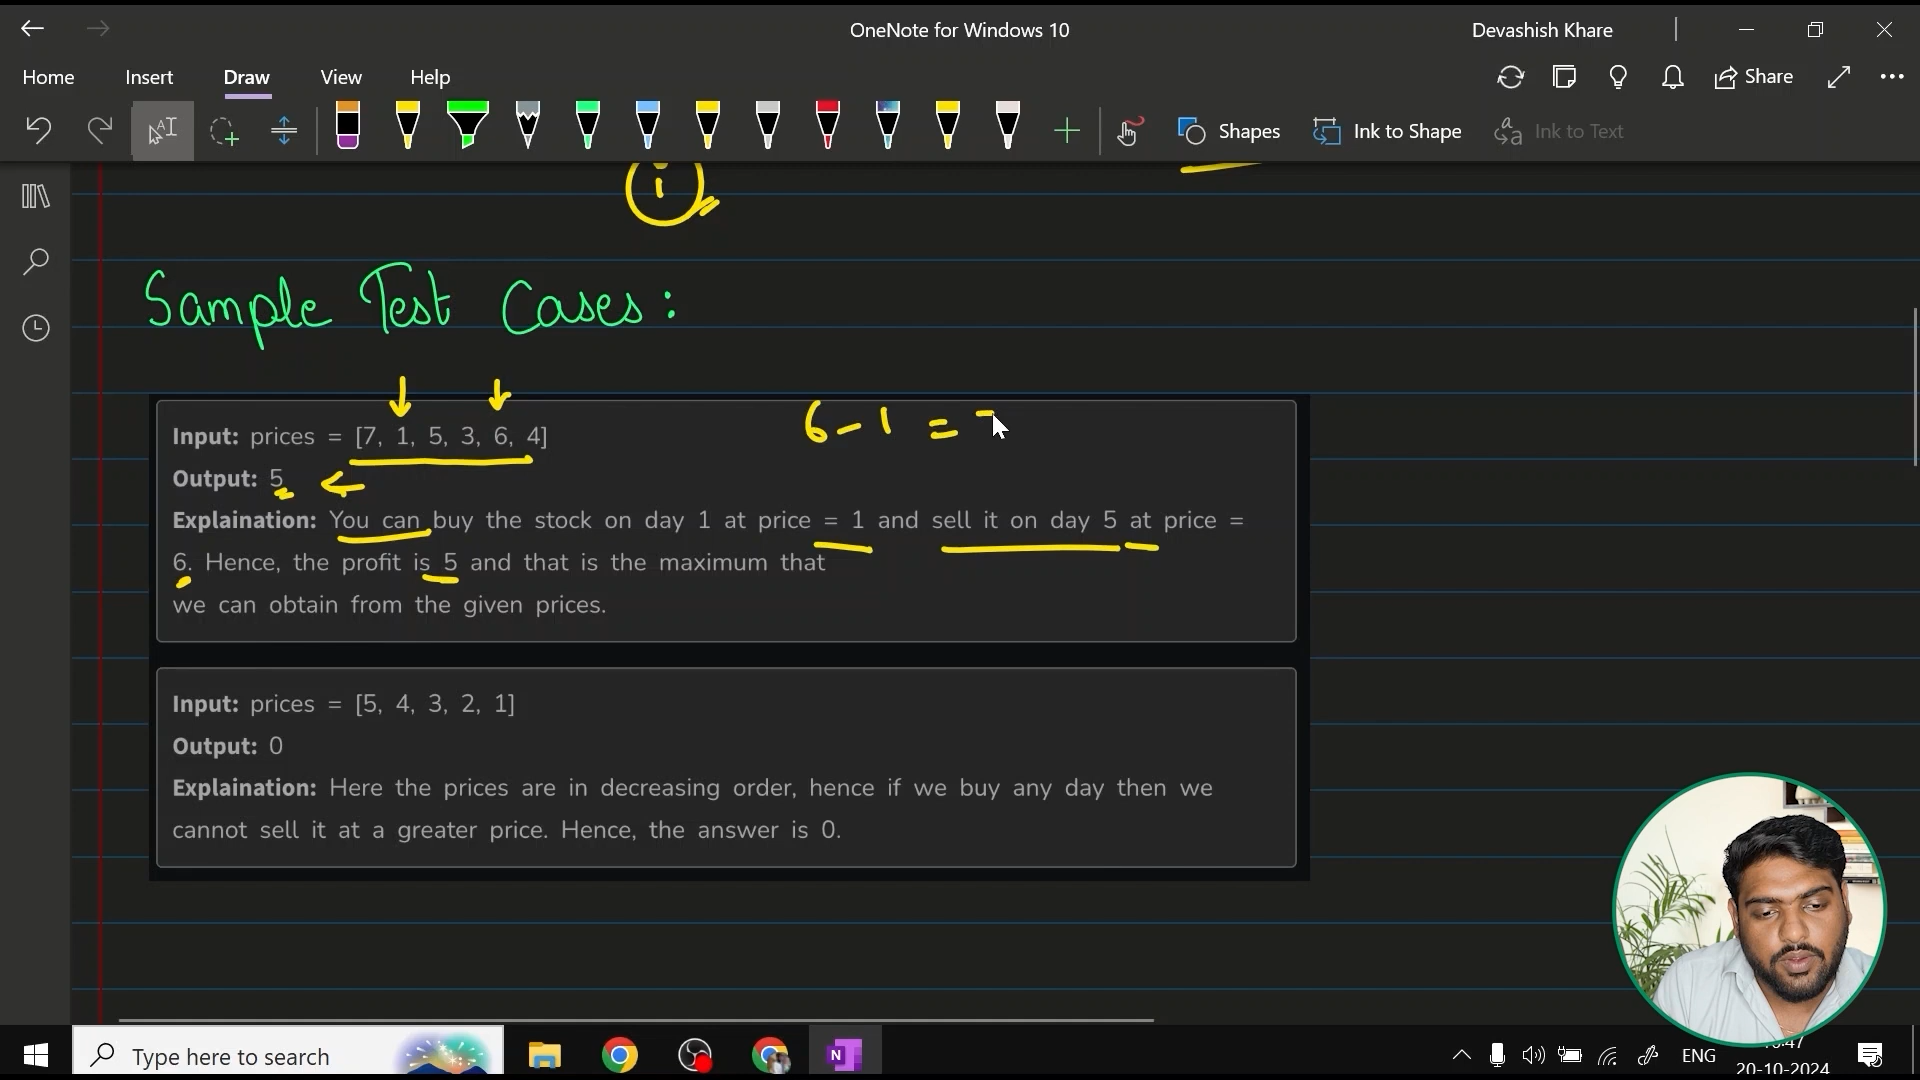 OneNote for Windows 10
Devashish Khare
Home Insert Draw View Help
Share
Shapes
Ink to Shape
Ink to Text
i
Sample Test Cases:
6 - 1 =
Input: prices = [7, 1, 5, 3, 6, 4]
Output: 5
Explaination: You can buy the stock on day 1 at price = 1 and sell it on day 5 at price =
6. Hence, the profit is 5 and that is the maximum that
we can obtain from the given prices.
Input: prices = [5, 4, 3, 2, 1]
Output: 0
Explaination: Here the prices are in decreasing order, hence if we buy any day then we
cannot sell it at a greater price. Hence, the answer is 0.
Type here to search
ENG
20-10-2024